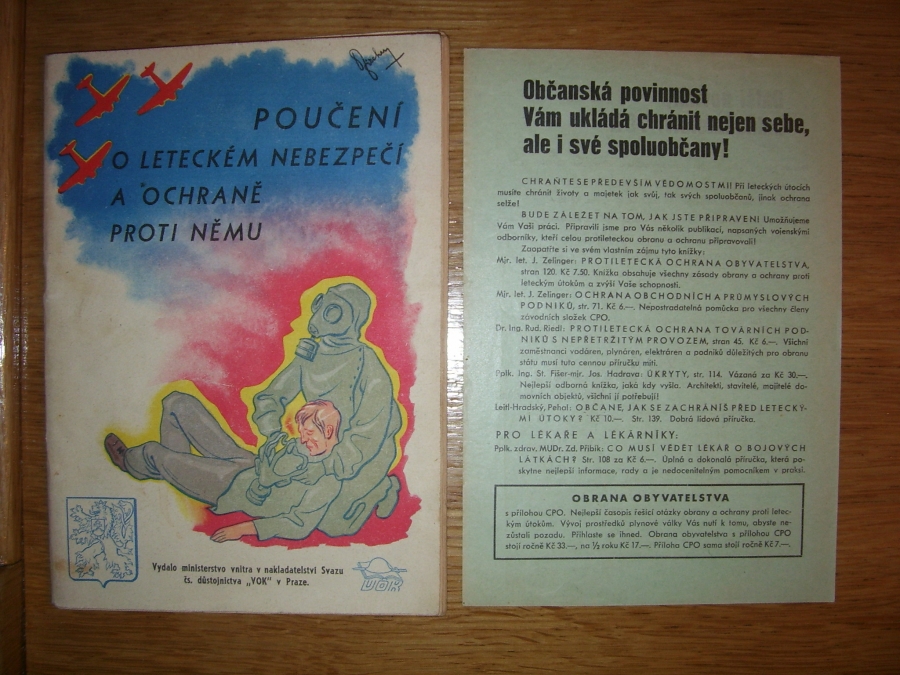 POUČENÍ
O LETECKÉM NEBEZPEČÍ
A OCHRANĚ
PROTI NĚMU
Vydalo ministerstvo vnitra v nakladatelství Svazu
čs. důstojnictva „VOK" v Praze.
VOK
Občanská povinnost
Vám ukládá chránit nejen sebe,
ale i své spoluobčany!
CHRAŇTE SE PŘEDEVŠÍM VĚDOMOSTMI! Při leteckých útocích
musíte chránit životy a majetek jak svůj, tak svých spoluobčanů, jinak ochrana
selže!
BUDE ZÁLEŽET NA TOM, JAK JSTE PŘIPRAVENI Umožňujeme
Vám Vaši práci. Připravili jsme pro Vás několik publikací, napsaných vojenskými
odborníky, kteří celou protileteckou obranu a ochranu připravovali!
Zaopatřte si ve svém vlastním zájmu tyto knížky:
Mjr. let. J. Zelinger: PROTILETECKÁ OCHRANA OBYVATELSTVA,
stran 120. Kč 7.50. Knížka obsahuje všechny zásady obrany a ochrany proti
leteckým útokům a zvýší Vaše schopnosti.
Mjr. let. J. Zelinger: OCHRANA OBCHODNÍCH A PRŮMYSLOVÝCH
PODNIKŮ, str. 71. Kč 6.—. Nepostradatelná pomůcka pro všechny členy
závodních složek CPO.
Dr. Ing. Rud. Riedl: PROTILETECKÁ OCHRANA TOVÁRNÍCH POD-
NIKŮ S NEPŘETRŽITÝM PROVOZEM, stran 45. Kč 6.—. Všichni
zaměstnanci vodáren, plynáren, elektráren a podniků důležitých pro obranu
státu musí tuto cennou příručku míti.
Pplk. Ing. St. Fišer-mjr. Jos. Hadrava: ÚKRYTY, str. 114. Vázaná za Kč 30.—.
Nejlepší odborná knížka, jaká kdy vyšla. Architekti, stavitelé, majitelé do-
movních objektů, všichni jí potřebují!
Leitl-Hradský, Pehal: OBČANE, JAK SE ZACHRÁNÍŠ PŘED LETECKÝ-
MI ÚTOKY? Kč 10.—. Str. 139. Dobrá lidová příručka.
PRO LÉKAŘE A LÉKÁRNÍKY:
Pplk. zdrav. MUDr. Zd. Přibík: CO MUSÍ VĚDĚT LÉKAŘ O BOJOVÝCH
LÁTKÁCH? Str. 108 za Kč 6.—. Úplná a dokonalá příručka, která po-
skytne nejlepší informace, rady a je nedocenitelným pomocníkem v praksi.
OBRANA OBYVATELSTVA
s přílohou CPO. Nejlepší časopis řešící otázky obrany a ochrany proti letec-
kým útokům. Vývoj prostředků plynové války Vás nutí k tomu, abyste ne-
zůstali pozadu. Přihlaste se ihned. Obrana obyvatelstva s přílohou CPO
stojí ročně Kč 33.—, na ½ roku Kč 17.—. Příloha CPO sama stojí ročně Kč 7.—.